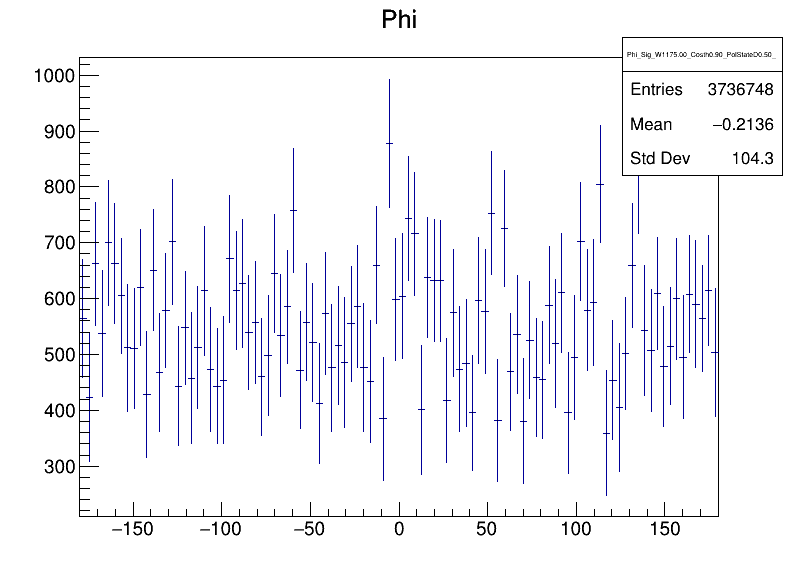 Phi
Phi_Sig_W1175.00_Costh0.90_PolStateD0.50_
Entries 3736748
Mean −0.2136
Std Dev 104.3
1000
900
800
700
600
500
400
300
−150 −100 −50 0 50 100 150